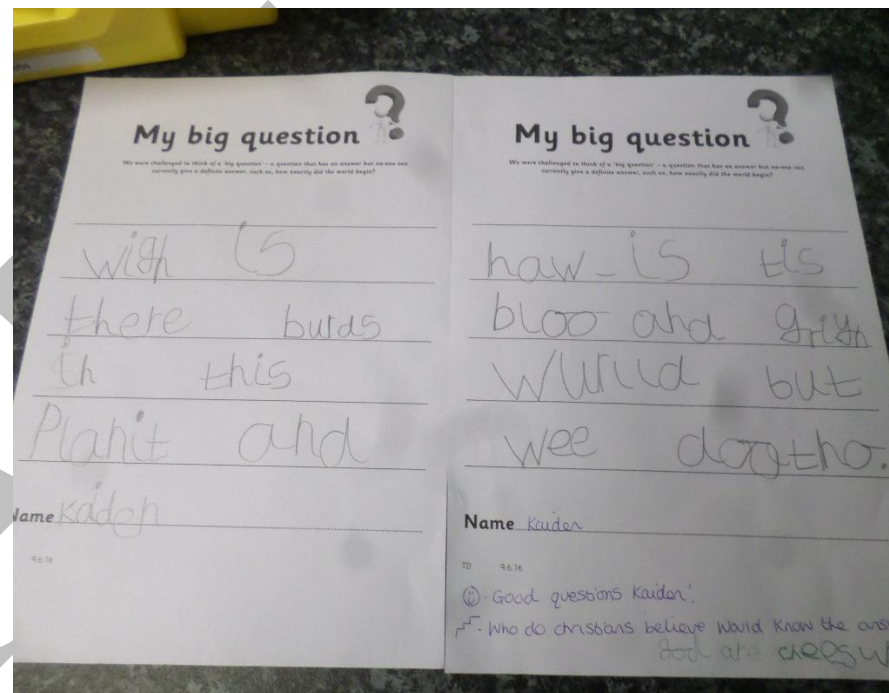 My big question
We were challenged to think of a 'big question' - a question that has an answer but no-one can
currently give a definite answer, such as, how exactly did the world begin?
wigh is
there burds
in this
Planit and
Name Kaiden
9.6.16
My big question
We were challenged to think of a 'big question' - a question that has an answer but no-one can
currently give a definite answer, such as, how exactly did the world begin?
haw-is tis
bloo and grign
wurlld but
wee dogtho.
Name Kaiden
TD 9.6.16
Good questions Kaiden!
Who do christians believe would know the ans
god and